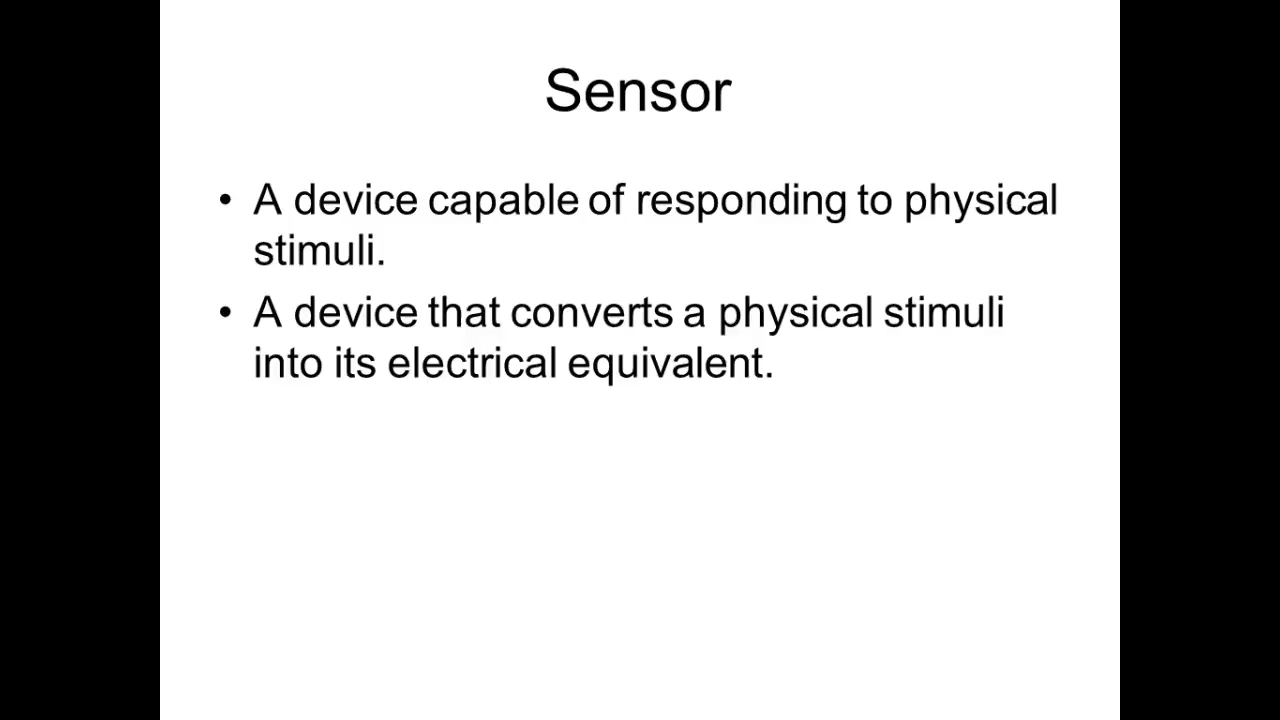 Sensor
• A device capable of responding to physical
stimuli.
• A device that converts a physical stimuli
into its electrical equivalent.